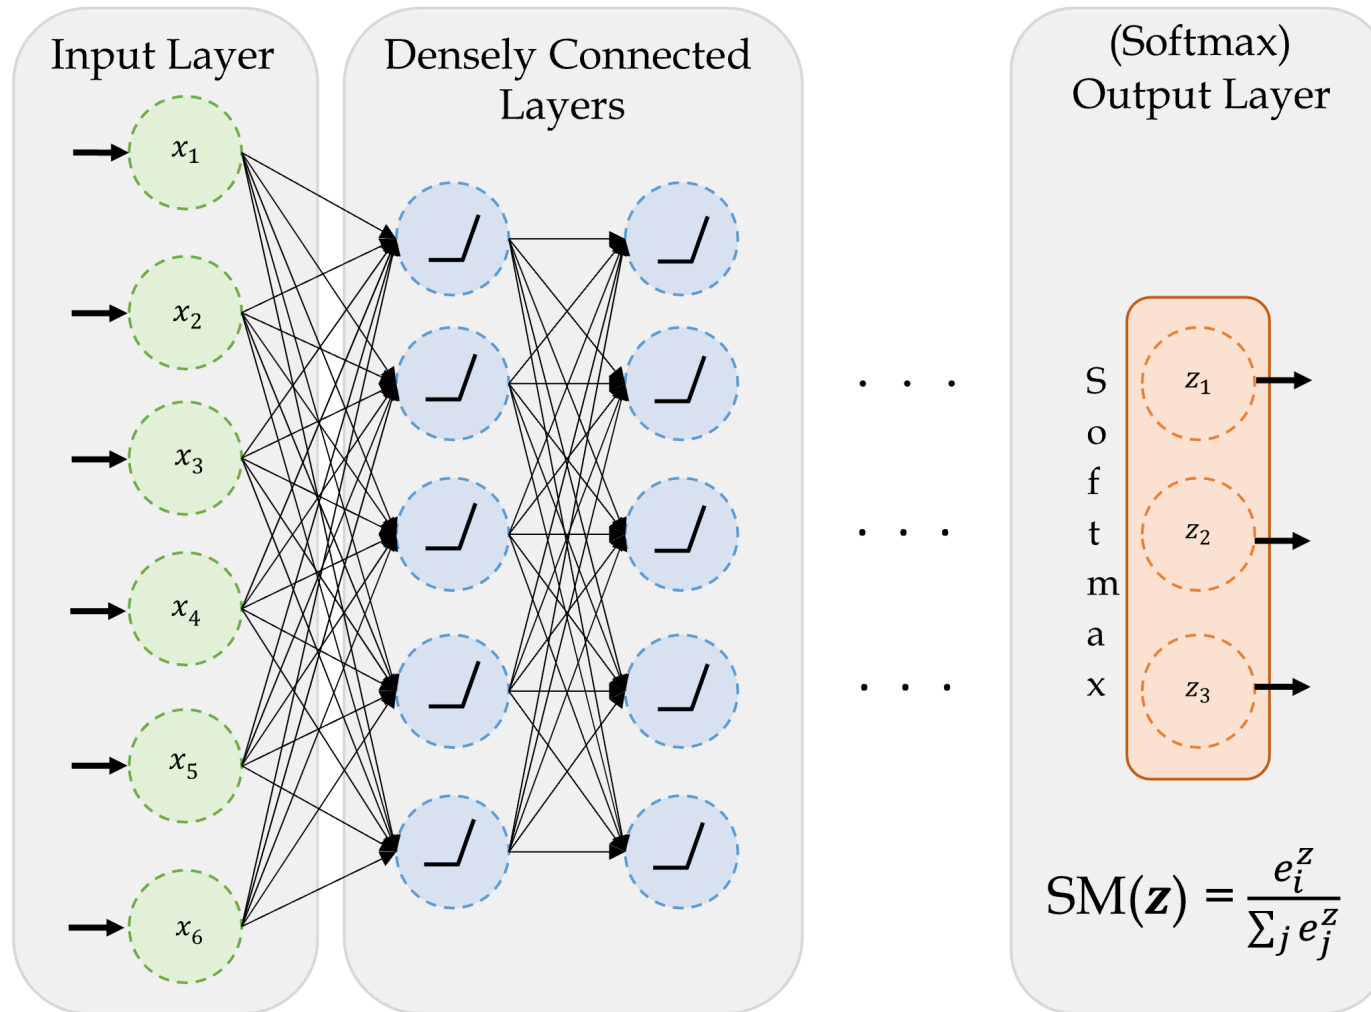 Input Layer
x₁
x₂
x₃
x₄
x₅
x₆
Densely Connected
Layers
. . .
. . .
. . .
(Softmax)
Output Layer
S
o
f
t
m
a
x
z₁
z₂
z₃
SM(z) = e_i^z / ∑_j e_j^z